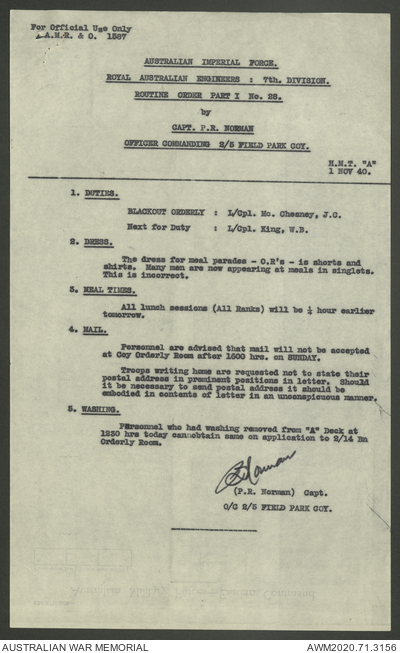 For Official Use Only
A.A.M.R. & O. 1587
AUSTRALIAN IMPERIAL FORCE.
ROYAL AUSTRALIAN ENGINEERS : 7th. DIVISION.
ROUTINE ORDER PART I No. 28.
by
CAPT. P.R. NORMAN
OFFICER COMMANDING 2/5 FIELD PARK COY.
H.M.T. "A"
1 NOV 40.
1. DUTIES.
BLACKOUT ORDERLY : L/Cpl. Mc. Chesney, J.C.
Next for Duty : L/Cpl. King, W.B.
2. DRESS.
The dress for meal parades - O.R's - is shorts and
shirts. Many men are now appearing at meals in singlets.
This is incorrect.
3. MEAL TIMES.
All lunch sessions (All Ranks) will be ¼ hour earlier
tomorrow.
4. MAIL.
Personnel are advised that mail will not be accepted
at Coy Orderly Room after 1600 hrs. on SUNDAY.
Troops writing home are requested not to state their
postal address in prominent positions in letter. Should
it be necessary to send postal address it should be
embodied in contents of letter in an unconspicuous manner.
5. WASHING.
Personnel who had washing removed from "A" Deck at
1230 hrs today cannobtain same on application to 2/14 Bn
Orderly Room.
(P.R. Norman) Capt.
O/C 2/5 FIELD PARK COY.
AUSTRALIAN WAR MEMORIAL
AWM2020.71.3156